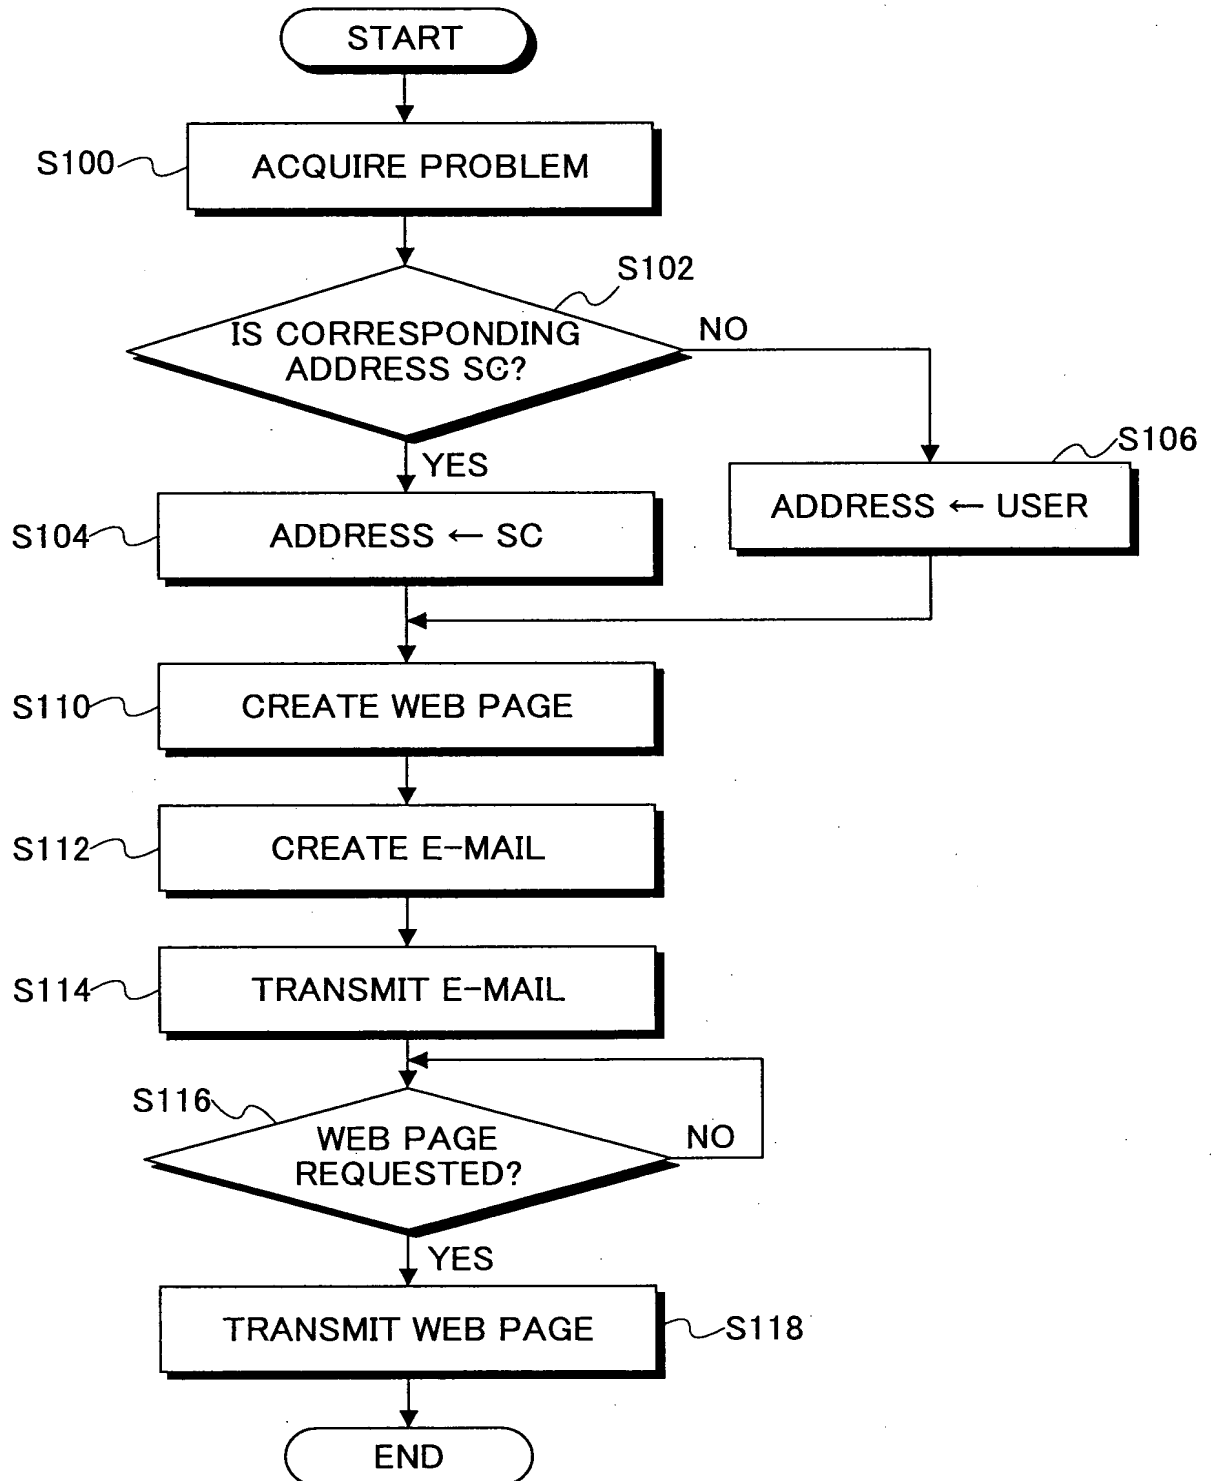 START
S100
ACQUIRE PROBLEM
S102
IS CORRESPONDING
ADDRESS SC?
NO
YES
S106
ADDRESS ← USER
S104
ADDRESS ← SC
S110
CREATE WEB PAGE
S112
CREATE E-MAIL
S114
TRANSMIT E-MAIL
S116
WEB PAGE
REQUESTED?
NO
YES
TRANSMIT WEB PAGE
S118
END